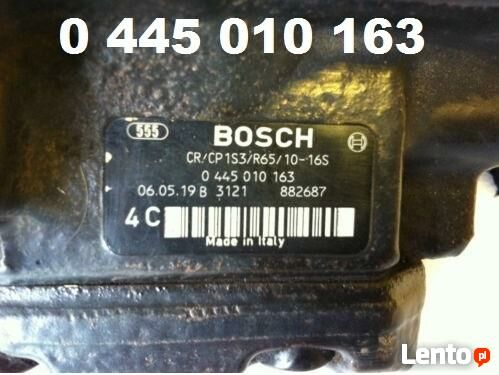 0 445 010 163
555 BOSCH
CR/CP1S3/R65/10-16S
0 445 010 163
06.05.19 B 3121 882687
4C
Made in Italy
Lento.pl